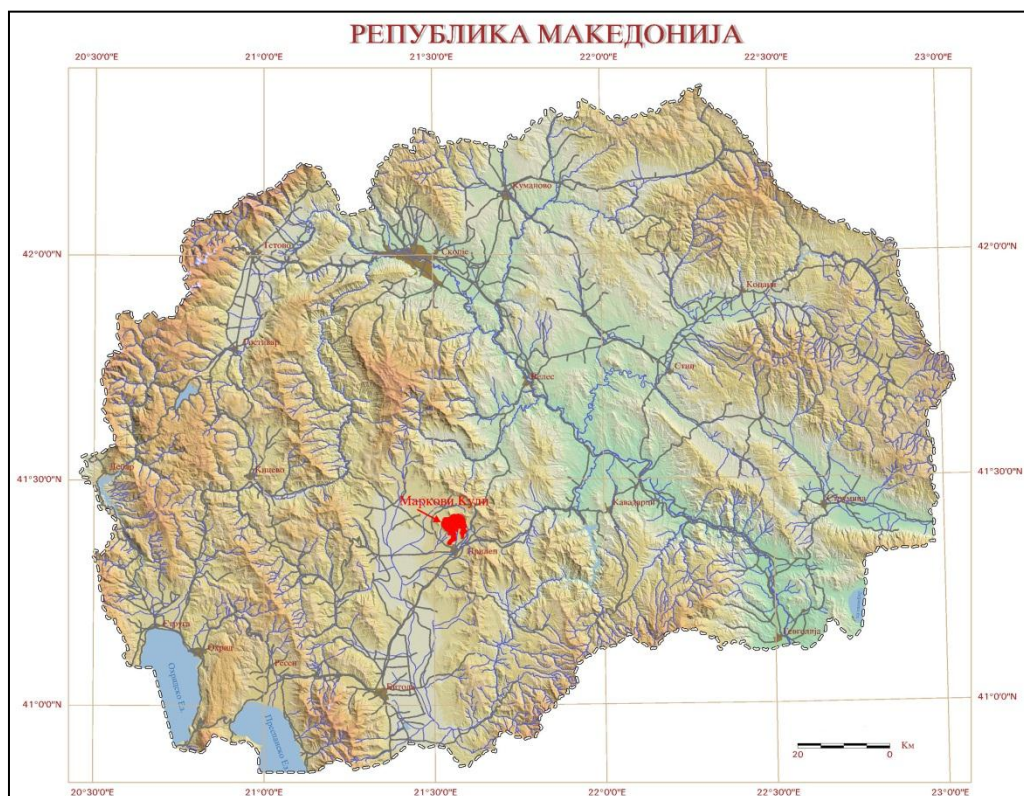 РЕПУБЛИКА МАКЕДОНИЈА
20°30'0"E 21°0'0"E 21°30'0"E 22°0'0"E 22°30'0"E 23°0'0"E
Куманово
42°0'0"N
Тетово
Скопје
42°0'0"N
Гостивар
Штип
Велес
Дебар
Кичево
41°30'0"N
41°30'0"N
Маркови Кули
Кавадарци
Струмица
Прилеп
Струга
Охрид
Ресен
Гевгелија
Битола
Охридско Ез.
Преспанско Ез.
41°0'0"N
41°0'0"N
20 0 Км
20°30'0"E 21°0'0"E 21°30'0"E 22°0'0"E 22°30'0"E 23°0'0"E